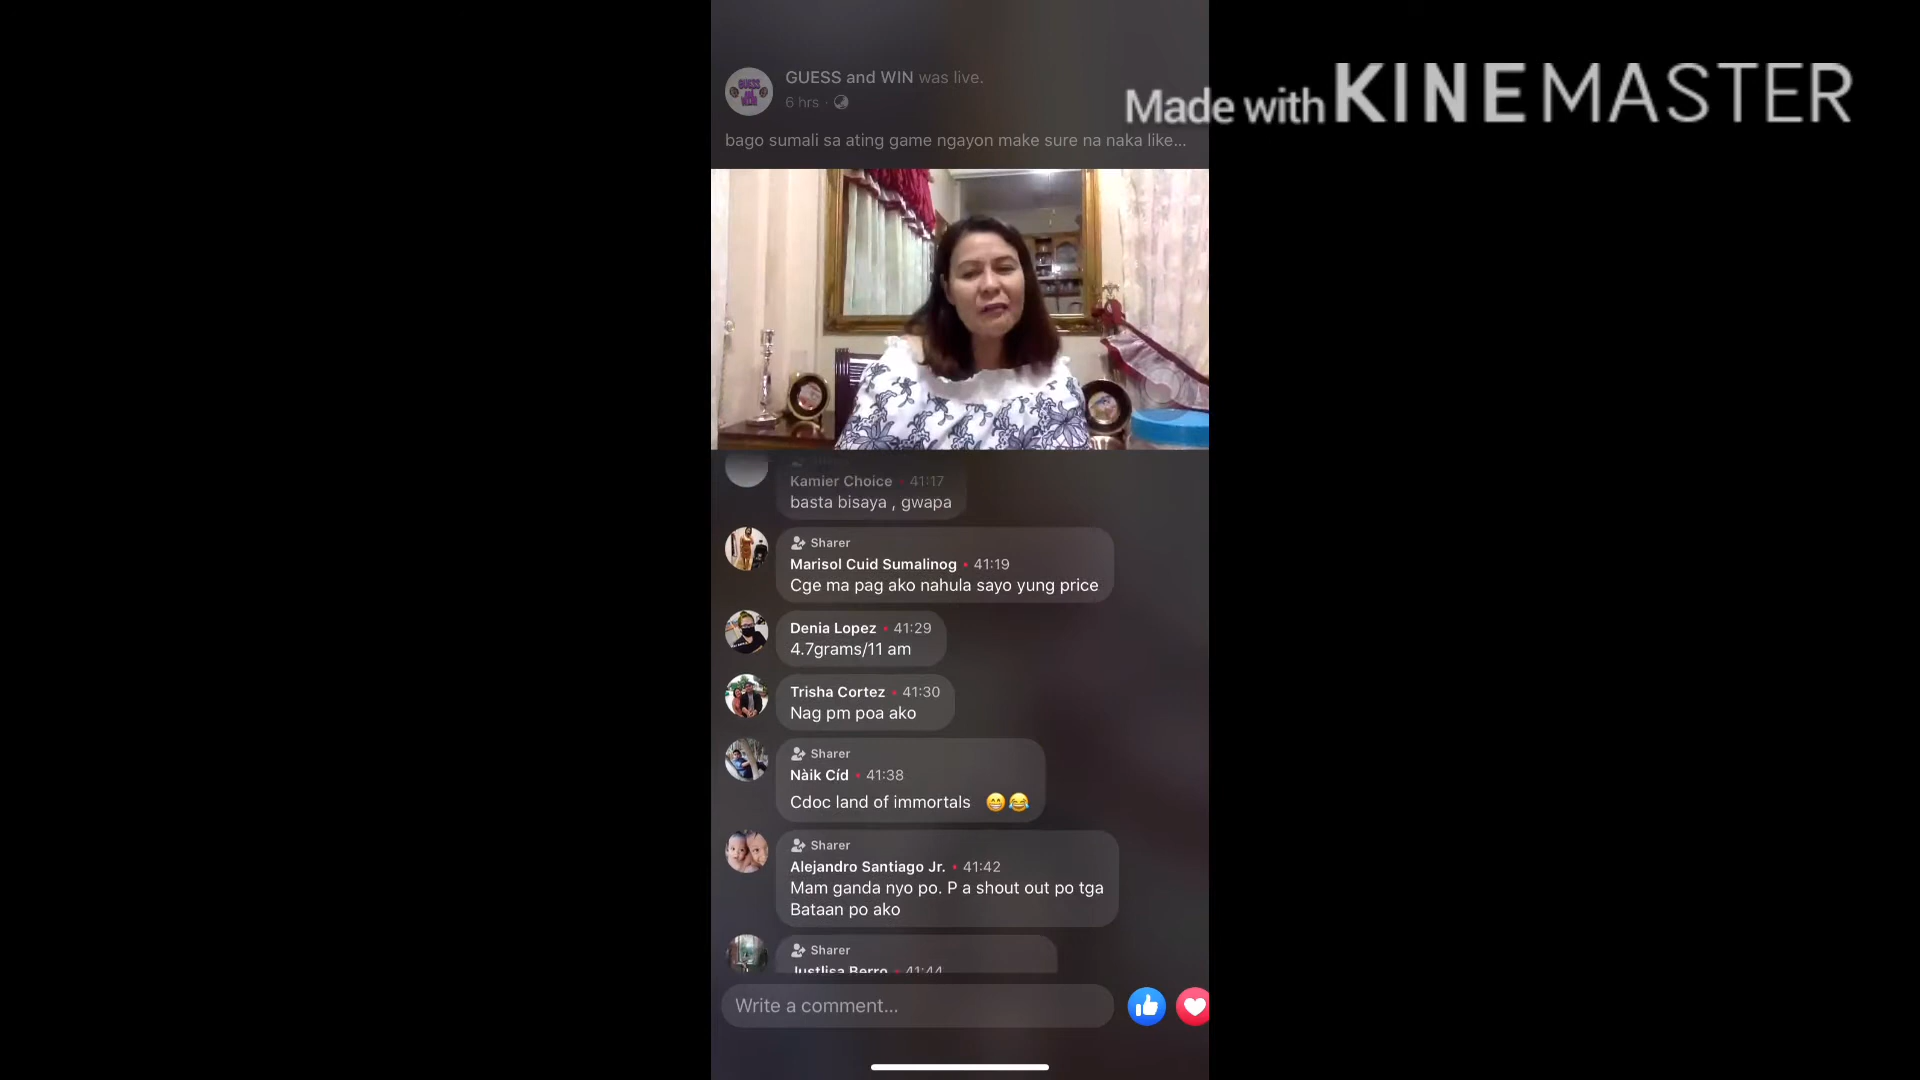 GUESS and WIN was live.
6 hrs ·
Made with KINEMASTER
bago sumali sa ating game ngayon make sure na naka like...
Kamier Choice • 41:17
basta bisaya , gwapa
Sharer
Marisol Cuid Sumalinog • 41:19
Cge ma pag ako nahula sayo yung price
Denia Lopez • 41:29
4.7grams/11 am
Trisha Cortez • 41:30
Nag pm poa ako
Sharer
Nàik Cíd • 41:38
Cdoc land of immortals 😁😂
Sharer
Alejandro Santiago Jr. • 41:42
Mam ganda nyo po. P a shout out po tga
Bataan po ako
Sharer
Justlisa Berro • 41:44
Write a comment...